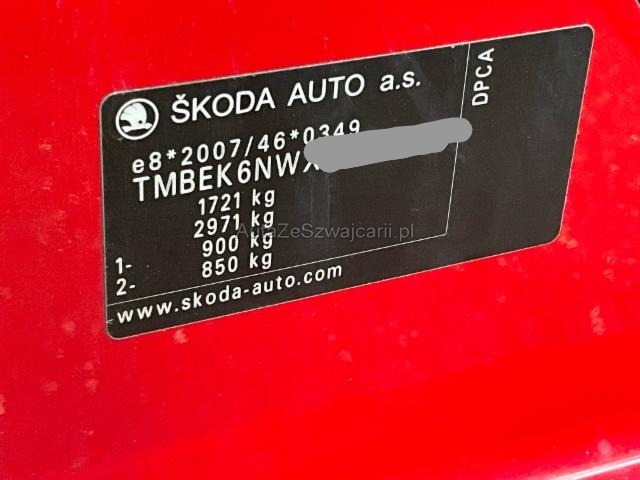 ŠKODA AUTO a.s.
DPCA
e8*2007/46*0349
TMBEK6NW
1721 kg
2971 kg
1- 900 kg
2- 850 kg
www.skoda-auto.com
AutaZeSzwajcarii.pl